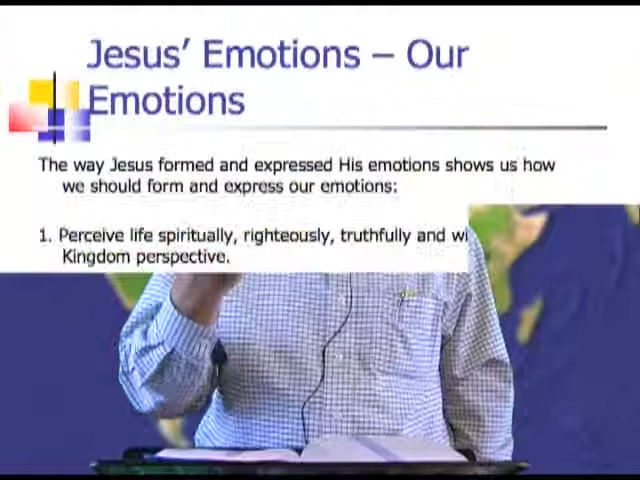 Jesus' Emotions – Our
Emotions
The way Jesus formed and expressed His emotions shows us how
we should form and express our emotions:
1. Perceive life spiritually, righteously, truthfully and
Kingdom perspective.